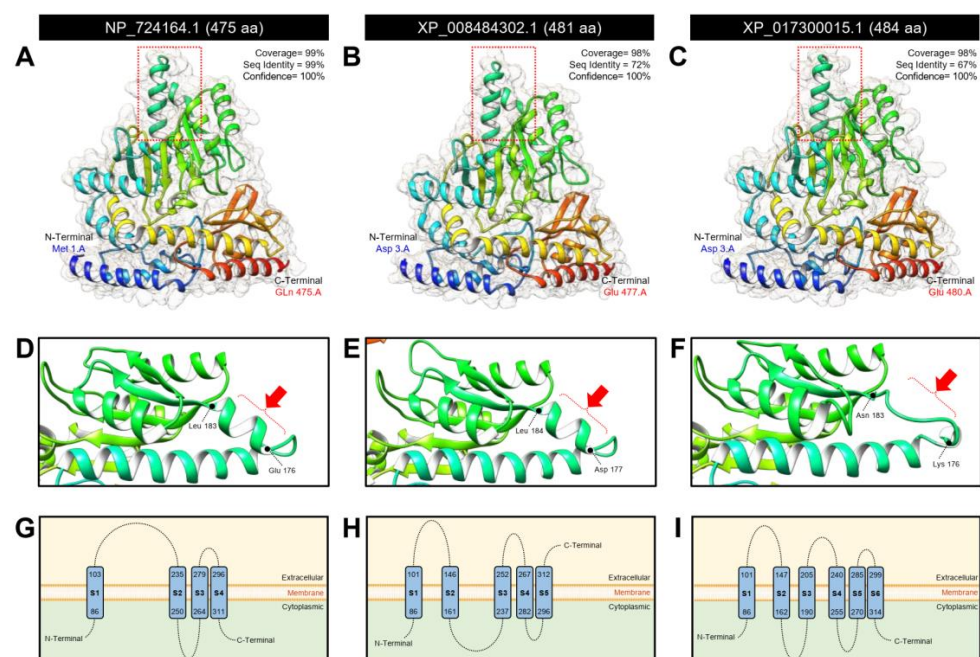 NP_724164.1 (475 aa)
XP_008484302.1 (481 aa)
XP_017300015.1 (484 aa)
A
Coverage= 99%
Seq Identity = 99%
Confidence= 100%
N-Terminal
Met 1.A
C-Terminal
GLn 475.A
B
Coverage= 98%
Seq Identity = 72%
Confidence= 100%
N-Terminal
Asp 3.A
C-Terminal
Glu 477.A
C
Coverage= 98%
Seq Identity = 67%
Confidence= 100%
N-Terminal
Asp 3.A
C-Terminal
Glu 480.A
D
Leu 183
Glu 176
E
Leu 184
Asp 177
F
Asn 183
Lys 176
G
103 235 279 296
S1 S2 S3 S4
86 250 264 311
Extracellular
Membrane
Cytoplasmic
N-Terminal
C-Terminal
H
C-Terminal
101 146 252 267 312
S1 S2 S3 S4 S5
86 161 237 282 296
Extracellular
Membrane
Cytoplasmic
N-Terminal
I
101 147 205 240 285 299
S1 S2 S3 S4 S5 S6
86 162 190 255 270 314
Extracellular
Membrane
Cytoplasmic
N-Terminal
C-Terminal